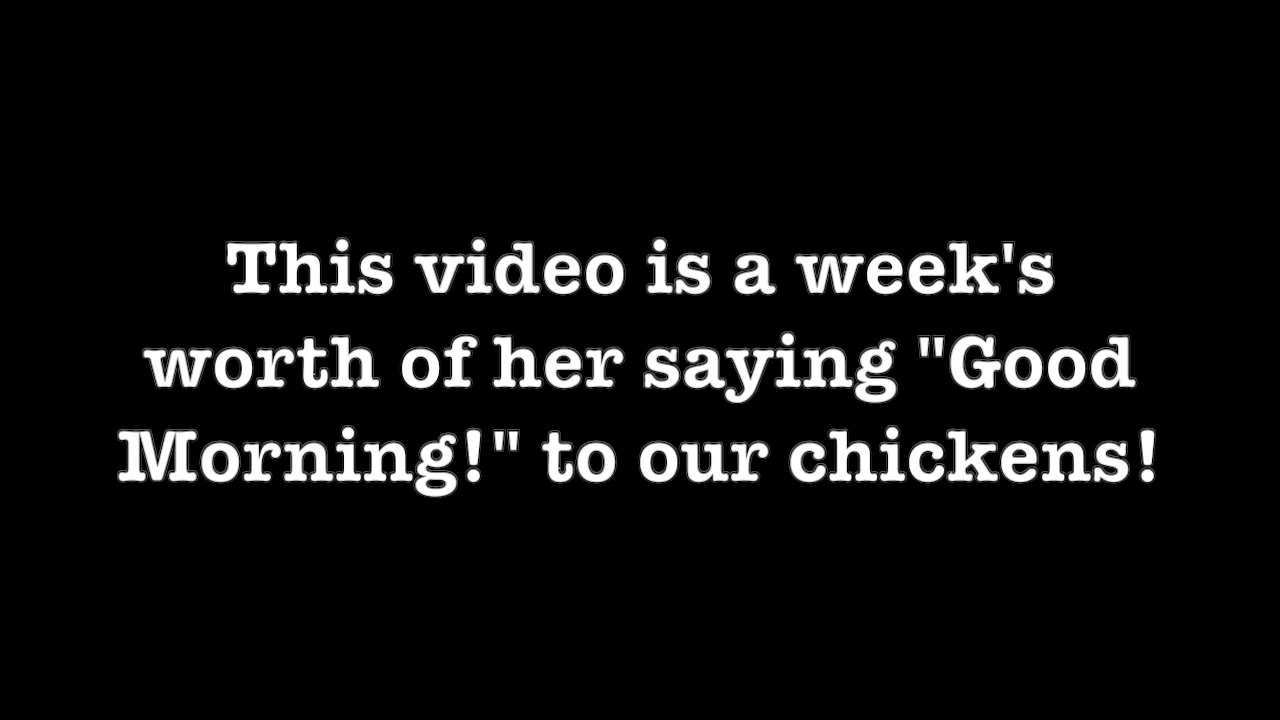 This video is a week's
worth of her saying "Good
Morning!" to our chickens!